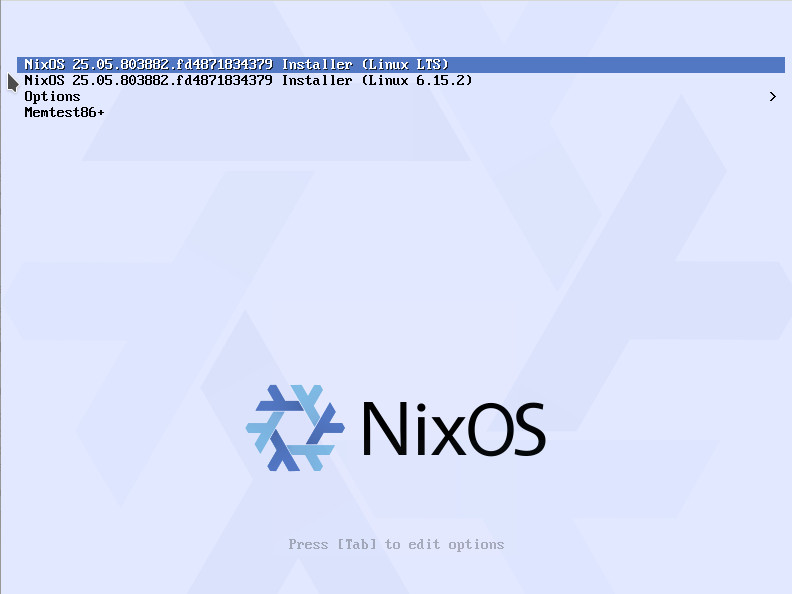 NixOS 25.05.803882.fd4871834379 Installer (Linux LTS)
NixOS 25.05.803882.fd4871834379 Installer (Linux 6.15.2)
Options >
Memtest86+
NixOS
Press [Tab] to edit options